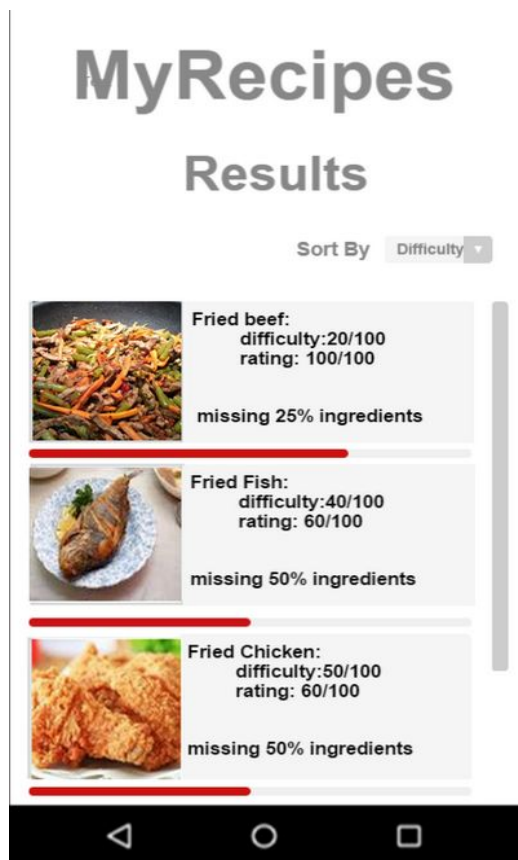 MyRecipes
Results
Sort By Difficulty
Fried beef:
difficulty:20/100
rating: 100/100
missing 25% ingredients
Fried Fish:
difficulty:40/100
rating: 60/100
missing 50% ingredients
Fried Chicken:
difficulty:50/100
rating: 60/100
missing 50% ingredients